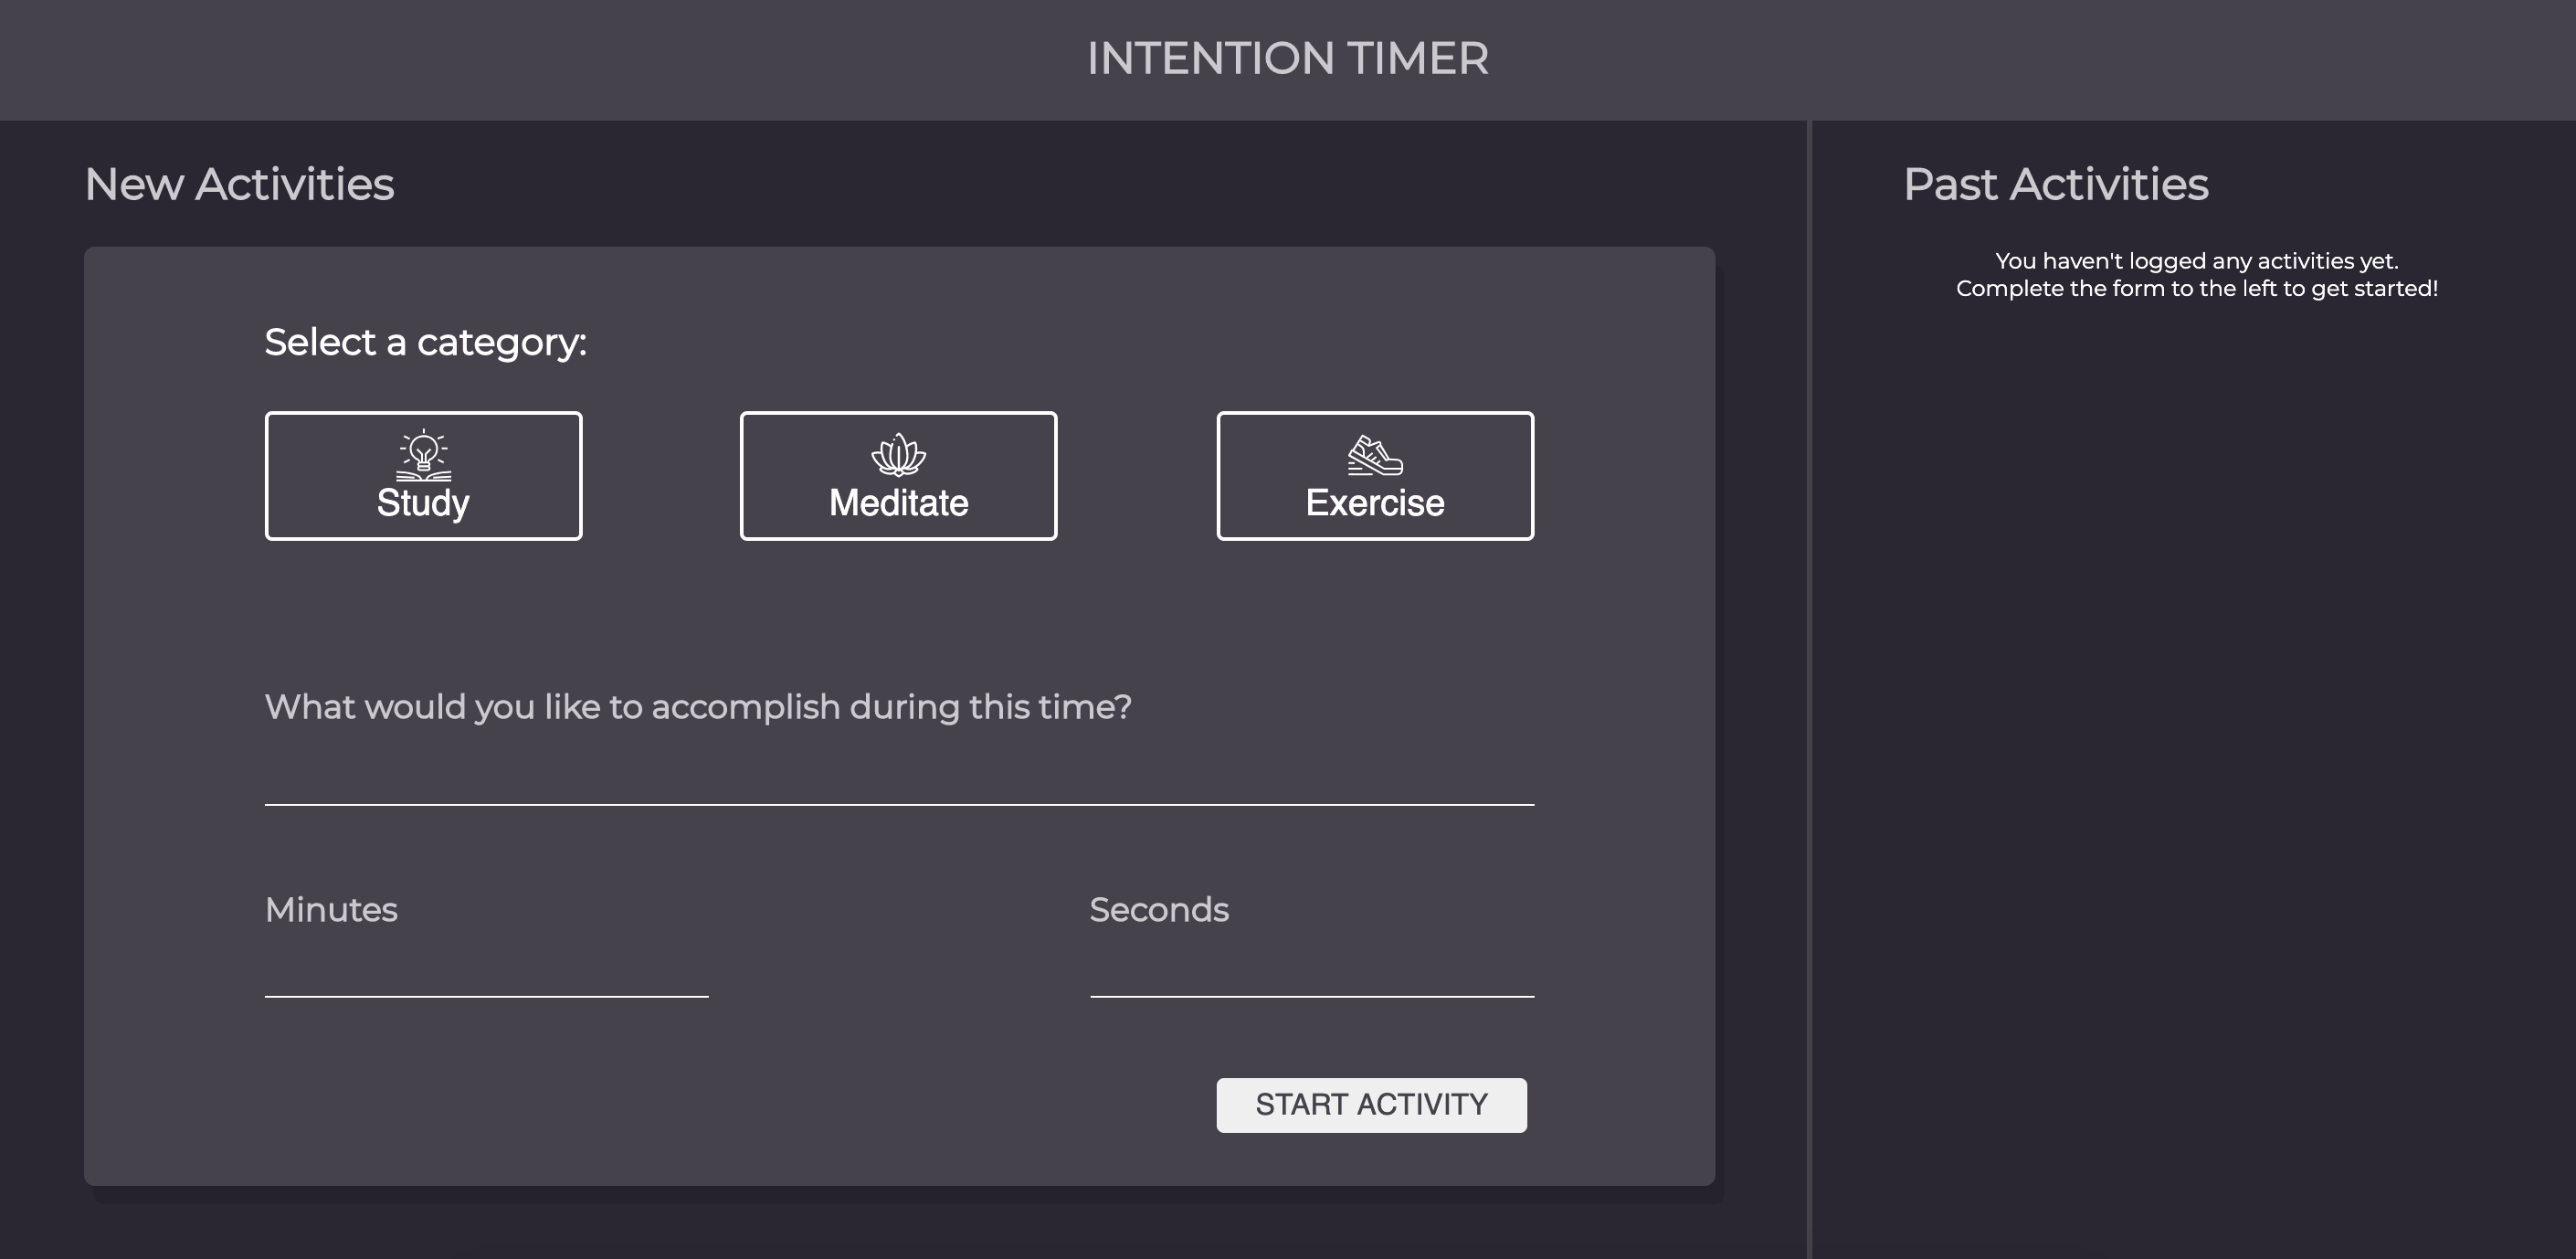 INTENTION TIMER
New Activities
Select a category:
Study
Meditate
Exercise
What would you like to accomplish during this time?
Minutes
Seconds
START ACTIVITY
Past Activities
You haven't logged any activities yet.
Complete the form to the left to get started!